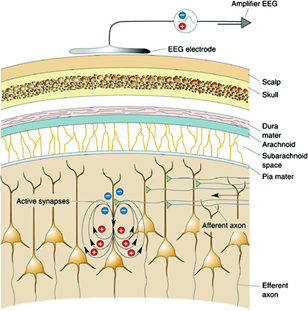 Amplifier EEG
EEG electrode
Scalp
Skull
Dura
mater
Arachnoid
Subarachnoid
space
Pia mater
Active synapses
Afferent axon
Efferent
axon